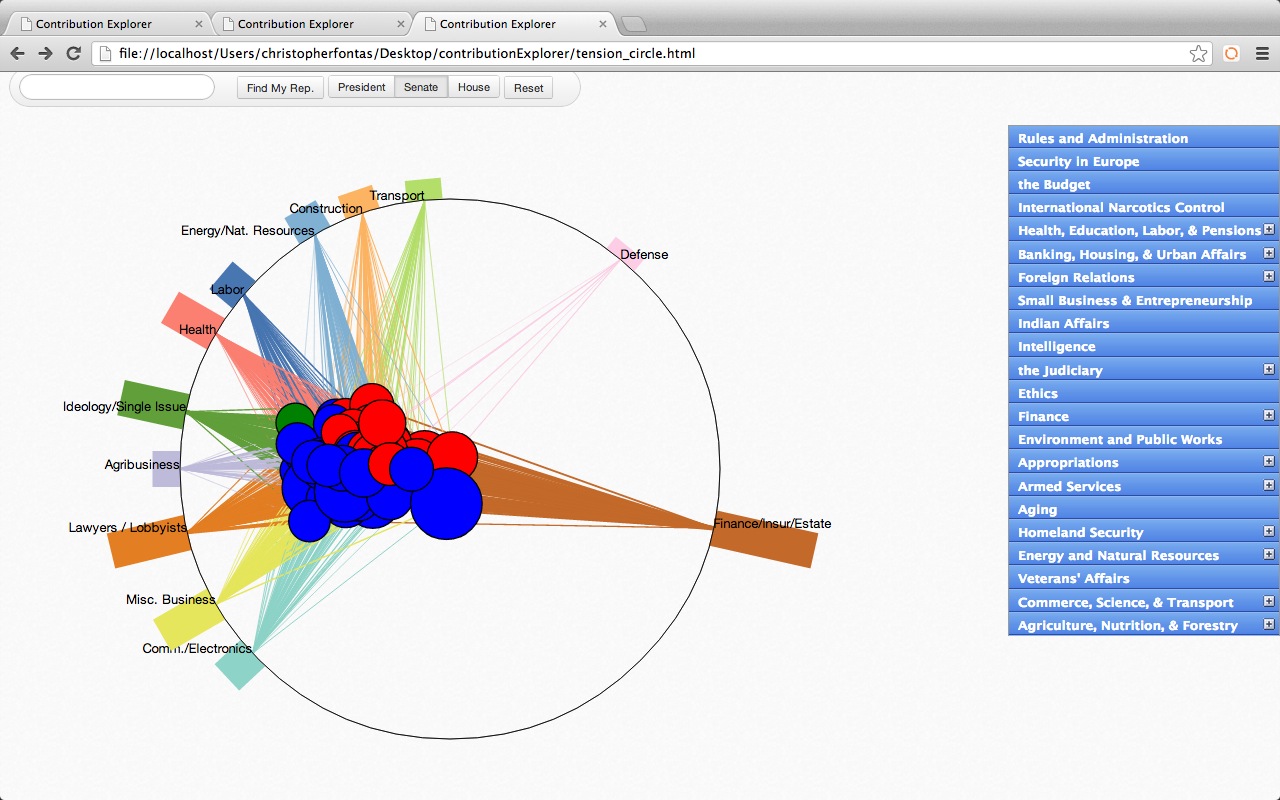 Contribution Explorer
Contribution Explorer
Contribution Explorer
file://localhost/Users/christopherfontas/Desktop/contributionExplorer/tension_circle.html
Find My Rep.
President
Senate
House
Reset
Rules and Administration
Security in Europe
the Budget
International Narcotics Control
Health, Education, Labor, & Pensions
Banking, Housing, & Urban Affairs
Foreign Relations
Small Business & Entrepreneurship
Indian Affairs
Intelligence
the Judiciary
Ethics
Finance
Environment and Public Works
Appropriations
Armed Services
Aging
Homeland Security
Energy and Natural Resources
Veterans' Affairs
Commerce, Science, & Transport
Agriculture, Nutrition, & Forestry
Transport
Construction
Energy/Nat. Resources
Defense
Labor
Health
Ideology/Single Issue
Agribusiness
Lawyers / Lobbyists
Finance/Insur/Estate
Misc. Business
Comm./Electronics